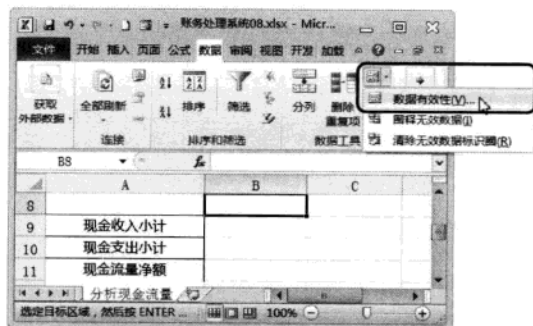 账务处理系统08.xlsx - Micr...
文件 开始 插入 页面 公式 数据 审阅 视图 开发 加载
获取
外部数据
全部刷新
排序
筛选
分列
删除
重复项
连接
排序和筛选
数据工具
数据有效性(V)...
圈释无效数据(I)
清除无效数据标识圈(R)
B8
fx
A B C
8
9 现金收入小计
10 现金支出小计
11 现金流量净额
分析现金流量
选定目标区域，然后按 ENTER ... 100%